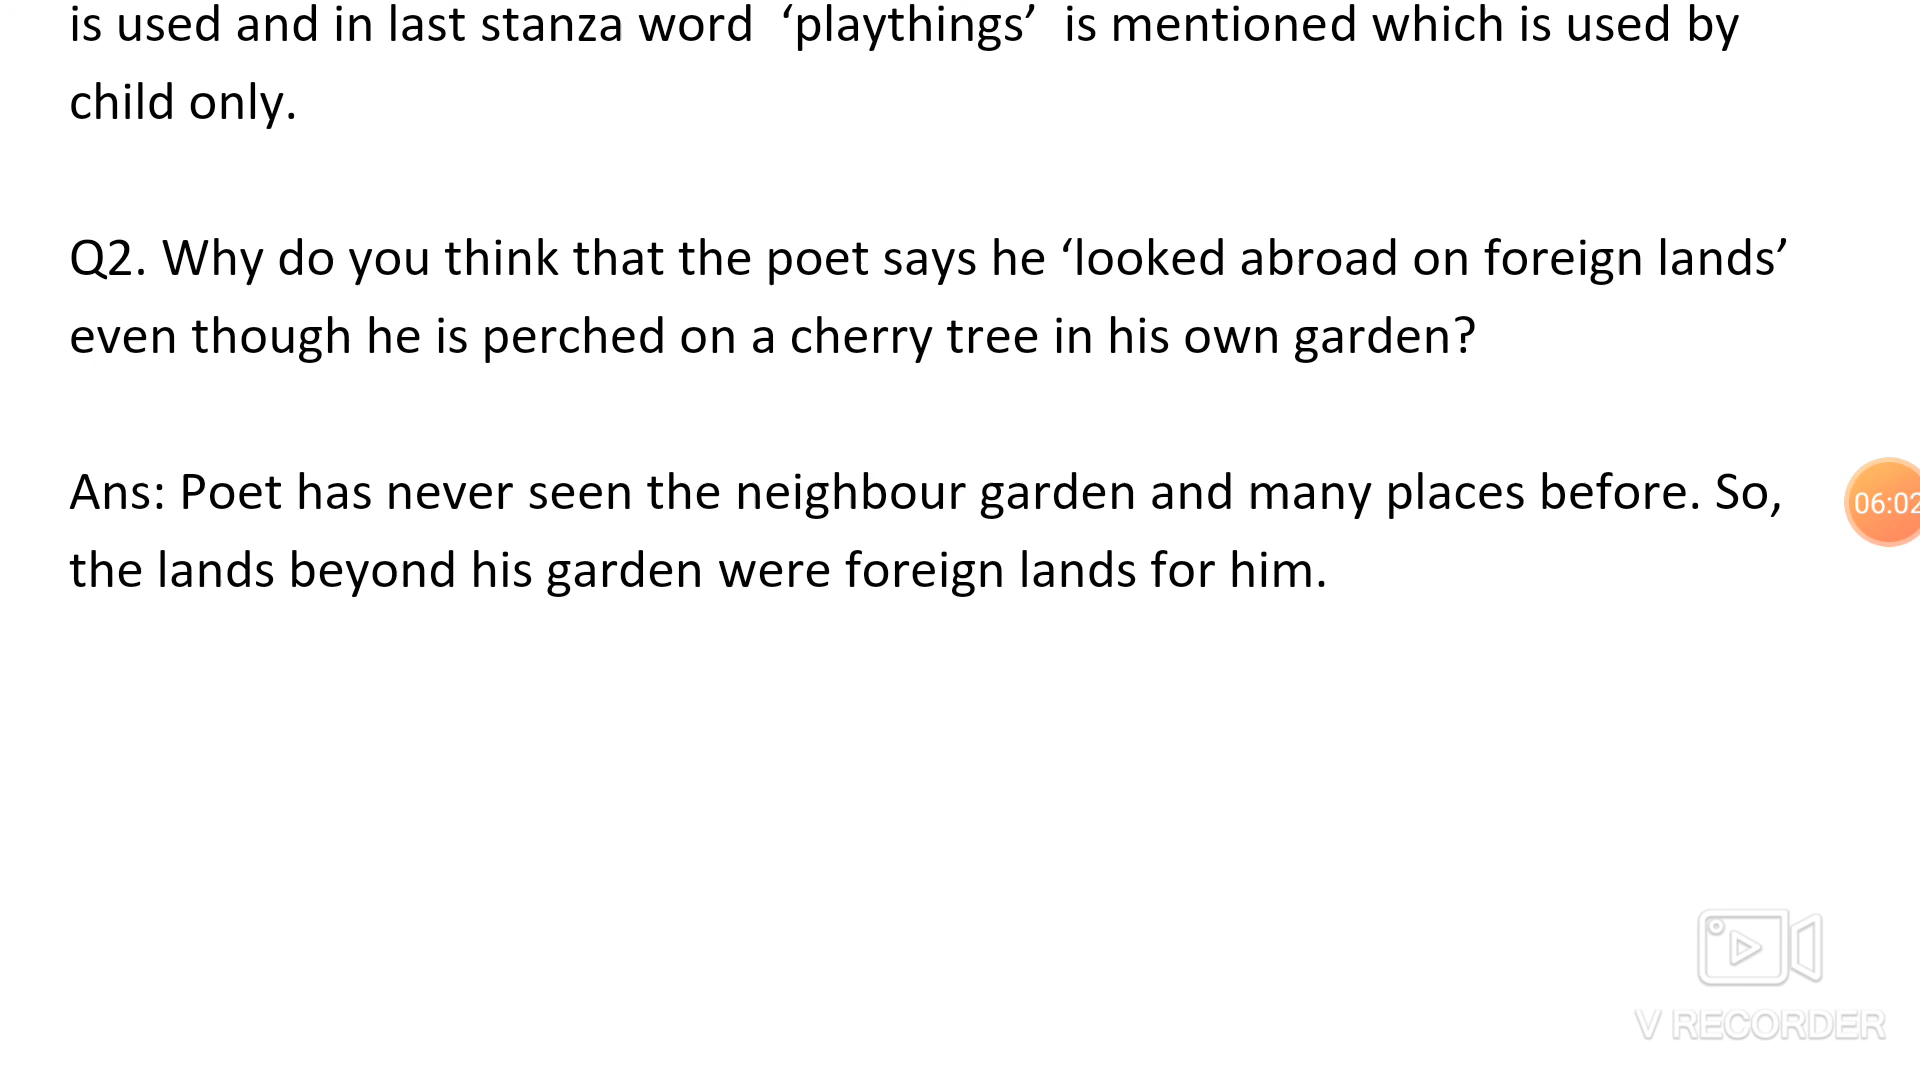 is used and in last stanza word ‘playthings’ is mentioned which is used by
child only.
Q2. Why do you think that the poet says he ‘looked abroad on foreign lands’
even though he is perched on a cherry tree in his own garden?
Ans: Poet has never seen the neighbour garden and many places before. So,
the lands beyond his garden were foreign lands for him.
06:02
V RECORDER